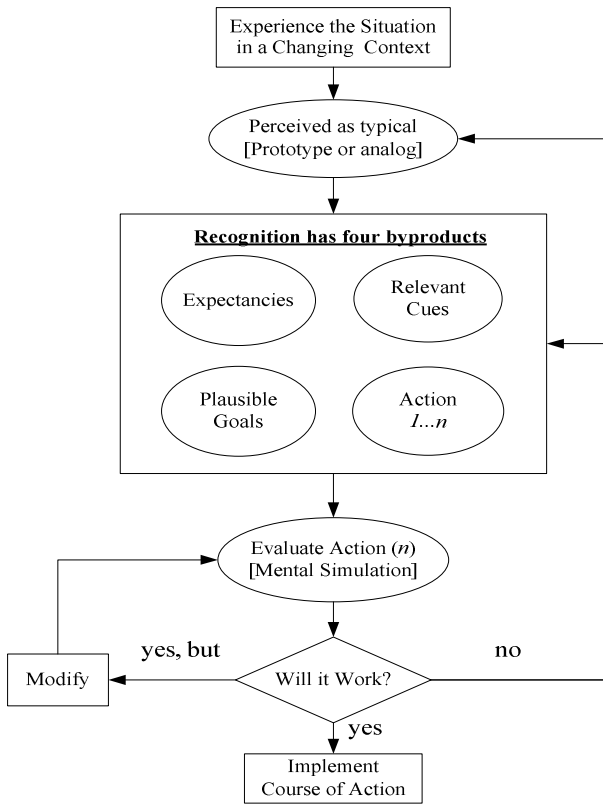 Experience the Situation
in a Changing Context
Perceived as typical
[Prototype or analog]
Recognition has four byproducts
Expectancies
Relevant
Cues
Plausible
Goals
Action
1...n
Evaluate Action (n)
[Mental Simulation]
yes, but
no
Modify
Will it Work?
yes
Implement
Course of Action